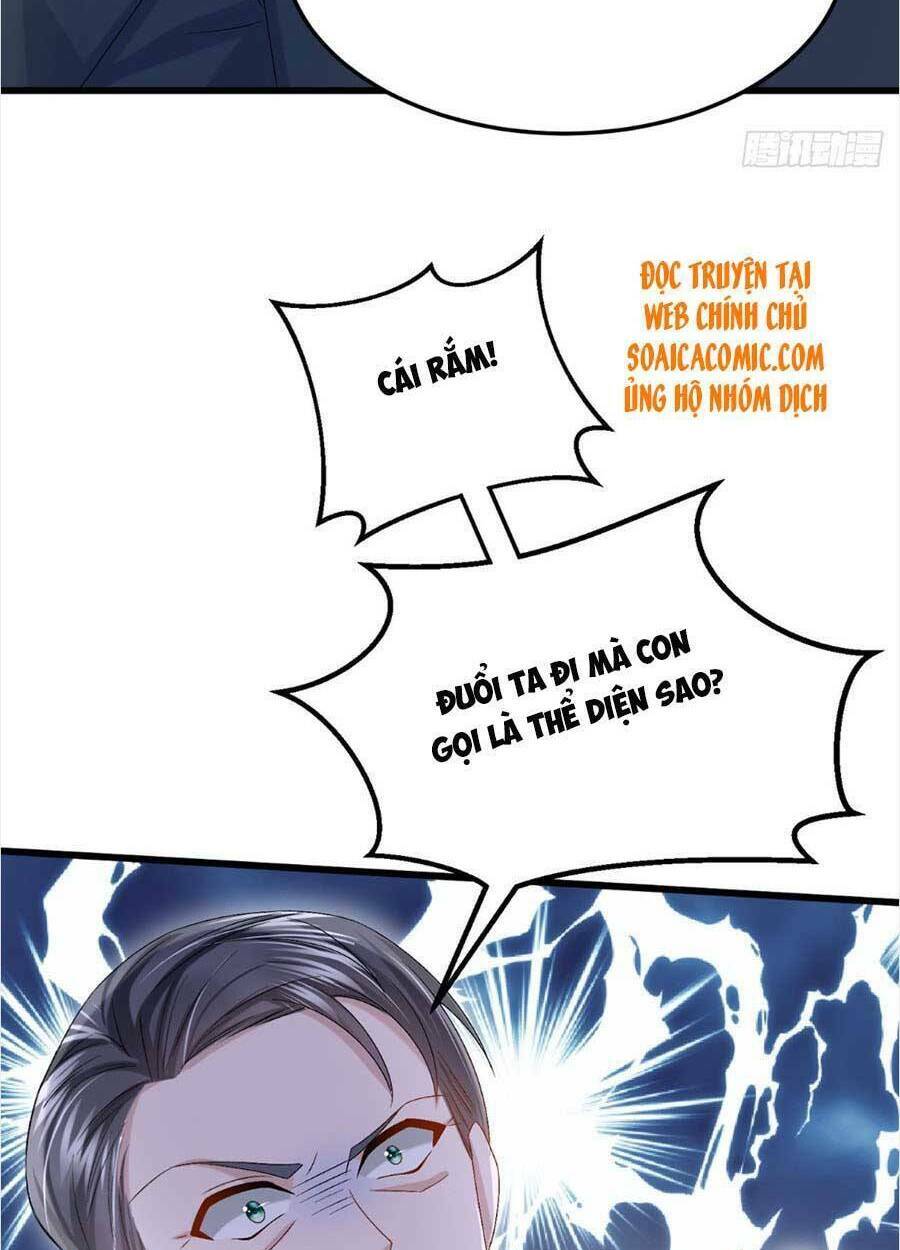 腾讯动漫
ĐỌC TRUYỆN TẠI
WEB CHÍNH CHỦ
SOAICACOMIC.COM
ỦNG HỘ NHÓM DỊCH
CÁI RẮM!
ĐUỔI TA ĐI MÀ CON
GỌI LÀ THỂ DIỆN SAO?